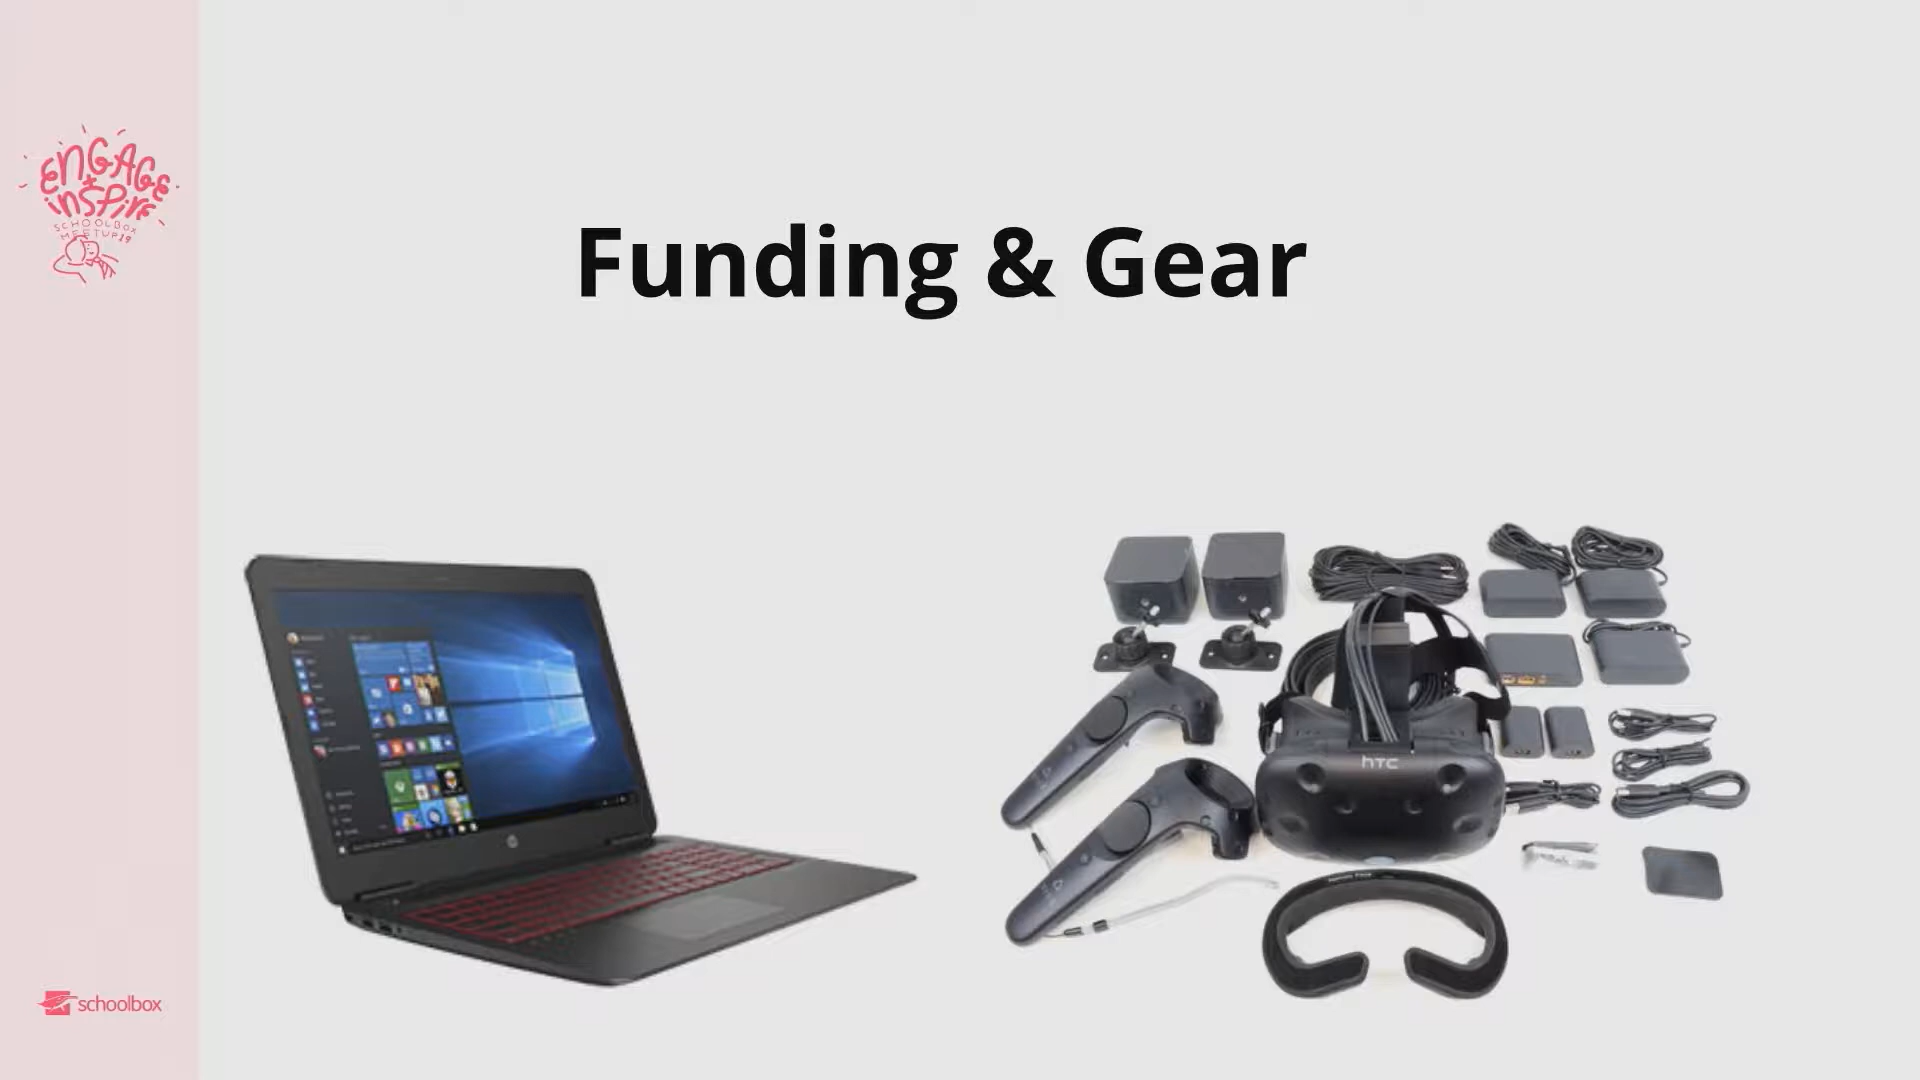 ENGAGE
+
inspire
SCHOOLBOX
MEETUP19
schoolbox
Funding & Gear
hTC